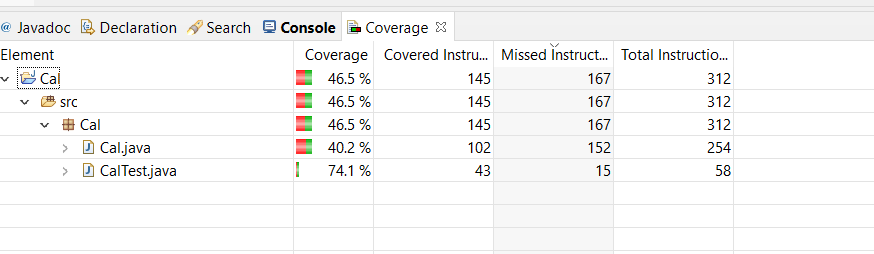 @ Javadoc Declaration Search Console Coverage
Element Coverage Covered Instru... Missed Instruct... Total Instructio...
Cal 46.5 % 145 167 312
src 46.5 % 145 167 312
Cal 46.5 % 145 167 312
Cal.java 40.2 % 102 152 254
CalTest.java 74.1 % 43 15 58